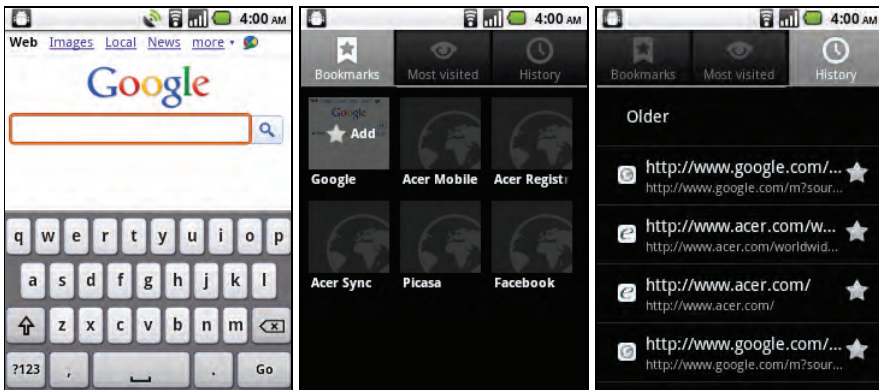 4:00 AM
Web Images Local News more
Google
q w e r t y u i o p
a s d f g h j k l
z x c v b n m
?123 , . Go
4:00 AM
Bookmarks Most visited History
Google
Add
Google Acer Mobile Acer Registr
Acer Sync Picasa Facebook
4:00 AM
Bookmarks Most visited History
Older
http://www.google.com/...
http://www.google.com/m?sour...
http://www.acer.com/w...
http://www.acer.com/worldwid...
http://www.acer.com/
http://www.acer.com/
http://www.google.com/...
http://www.google.com/m?sour...